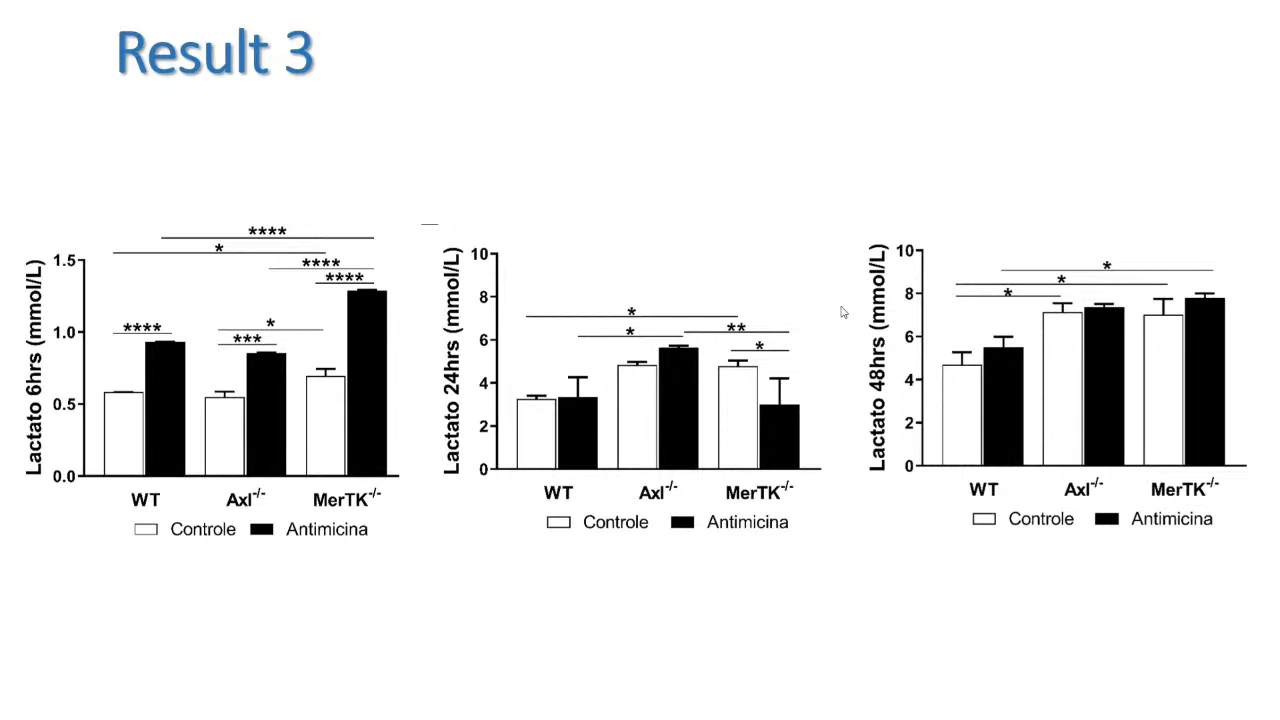 Result 3
****
*
****
****
****
*
***
Lactato 6hrs (mmol/L)
1.5
1.0
0.5
0.0
WT
Axl-/-
MerTK-/-
Controle
Antimicina
*
*
**
*
Lactato 24hrs (mmol/L)
10
8
6
4
2
0
WT
Axl-/-
MerTK-/-
Controle
Antimicina
*
*
*
Lactato 48hrs (mmol/L)
10
8
6
4
2
0
WT
Axl-/-
MerTK-/-
Controle
Antimicina